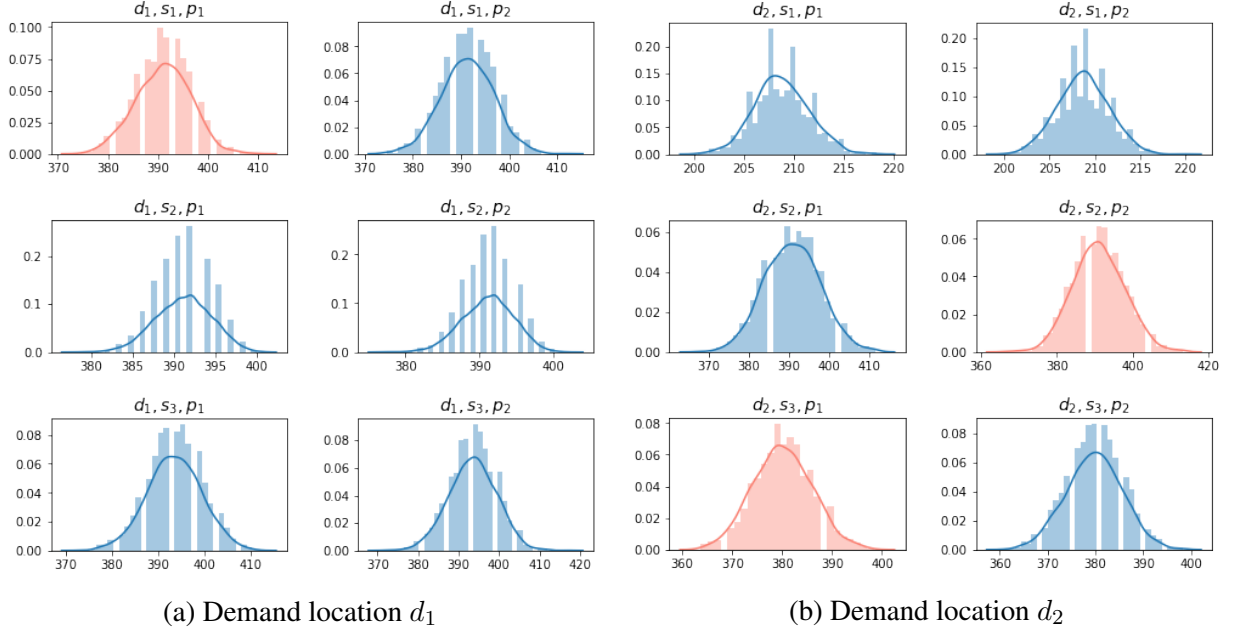 d₁, s₁, p₁
0.100
0.075
0.050
0.025
0.000
370 380 390 400 410
d₁, s₁, p₂
0.08
0.06
0.04
0.02
0.00
370 380 390 400 410
d₂, s₁, p₁
0.20
0.15
0.10
0.05
0.00
200 205 210 215 220
d₂, s₁, p₂
0.20
0.15
0.10
0.05
0.00
200 205 210 215 220
d₁, s₂, p₁
0.2
0.1
0.0
380 385 390 395 400
d₁, s₂, p₂
0.2
0.1
0.0
380 390 400
d₂, s₂, p₁
0.06
0.04
0.02
0.00
370 380 390 400 410
d₂, s₂, p₂
0.06
0.04
0.02
0.00
360 380 400 420
d₁, s₃, p₁
0.08
0.06
0.04
0.02
0.00
370 380 390 400 410
d₁, s₃, p₂
0.08
0.06
0.04
0.02
0.00
370 380 390 400 410 420
d₂, s₃, p₁
0.08
0.06
0.04
0.02
0.00
360 370 380 390 400
d₂, s₃, p₂
0.08
0.06
0.04
0.02
0.00
360 370 380 390 400
(a) Demand location d₁
(b) Demand location d₂